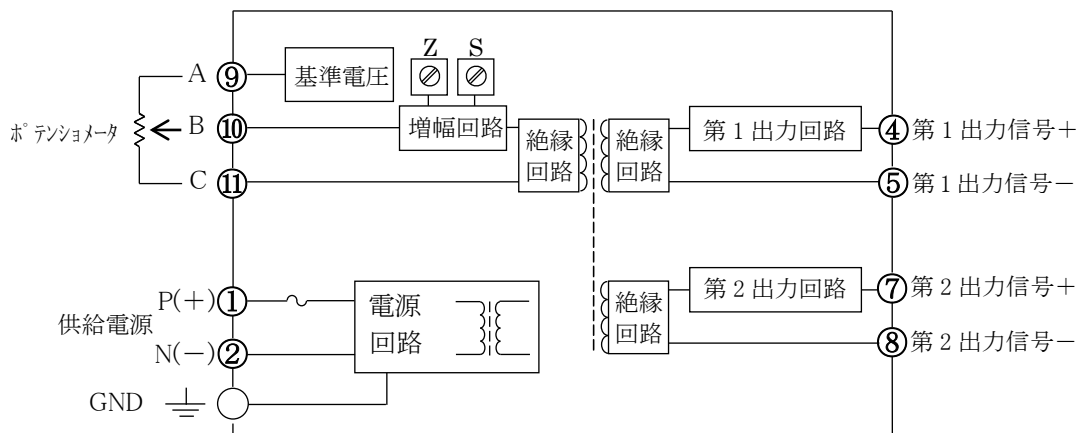 Z S
A ⑨ 基準電圧
ポテンショメータ B ⑩ 増幅回路 絶縁回路 絶縁回路 第1出力回路 ④ 第1出力信号+
C ⑪ ⑤ 第1出力信号-
P(+) ① 電源回路 絶縁回路 第2出力回路 ⑦ 第2出力信号+
供給電源
N(-) ② ⑧ 第2出力信号-
GND